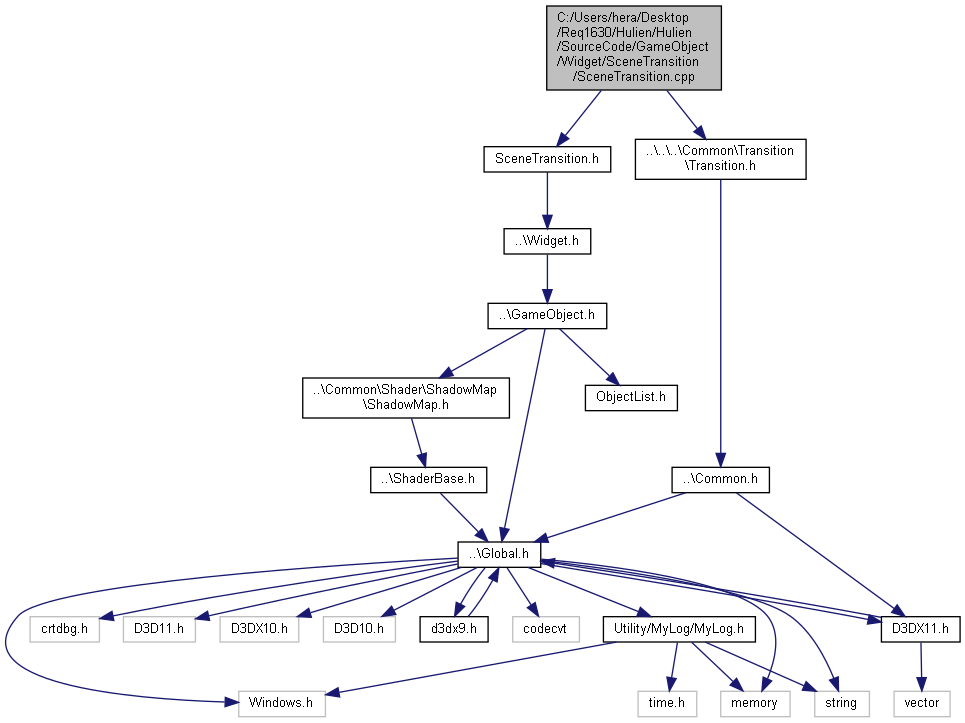 C:/Users/hera/Desktop
/Req1630/Hulien/Hulien
/SourceCode/GameObject
/Widget/SceneTransition
/SceneTransition.cpp
SceneTransition.h
..\..\..\Common\Transition
\Transition.h
..\Widget.h
..\GameObject.h
..\Common\Shader\ShadowMap
\ShadowMap.h
ObjectList.h
..\ShaderBase.h
..\Common.h
..\Global.h
crtdbg.h
D3D11.h
D3DX10.h
D3D10.h
d3dx9.h
codecvt
Utility/MyLog/MyLog.h
D3DX11.h
Windows.h
time.h
memory
string
vector